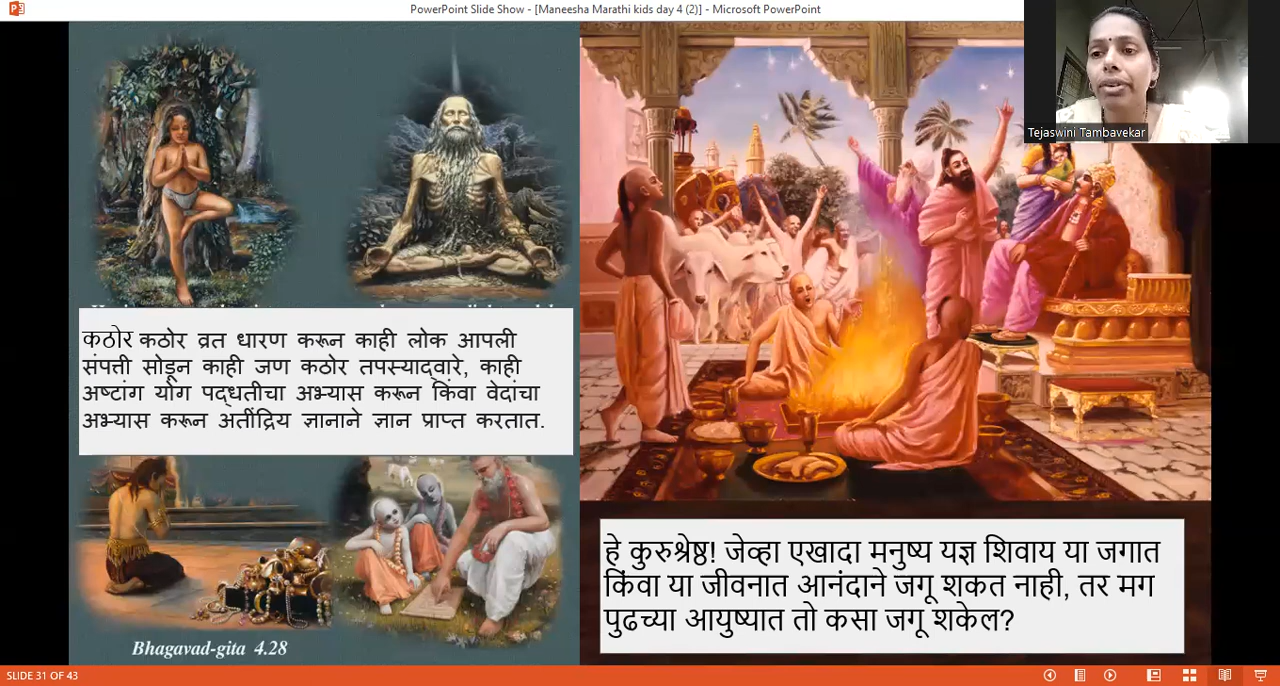 PowerPoint Slide Show - [Maneesha Marathi kids day 4 (2)] - Microsoft PowerPoint
Tejaswini Tambavekar
कठोर कठोर व्रत धारण करून काही लोक आपली
संपत्ती सोडून काही जण कठोर तपस्याद्वारे, काही
अष्टांग योग पद्धतीचा अभ्यास करून किंवा वेदांचा
अभ्यास करून अतींद्रिय ज्ञानाने ज्ञान प्राप्त करतात.
Bhagavad-gita 4.28
हे कुरुश्रेष्ठ! जेव्हा एखादा मनुष्य यज्ञ शिवाय या जगात
किंवा या जीवनात आनंदाने जगू शकत नाही, तर मग
पुढच्या आयुष्यात तो कसा जगू शकेल?
SLIDE 31 OF 43